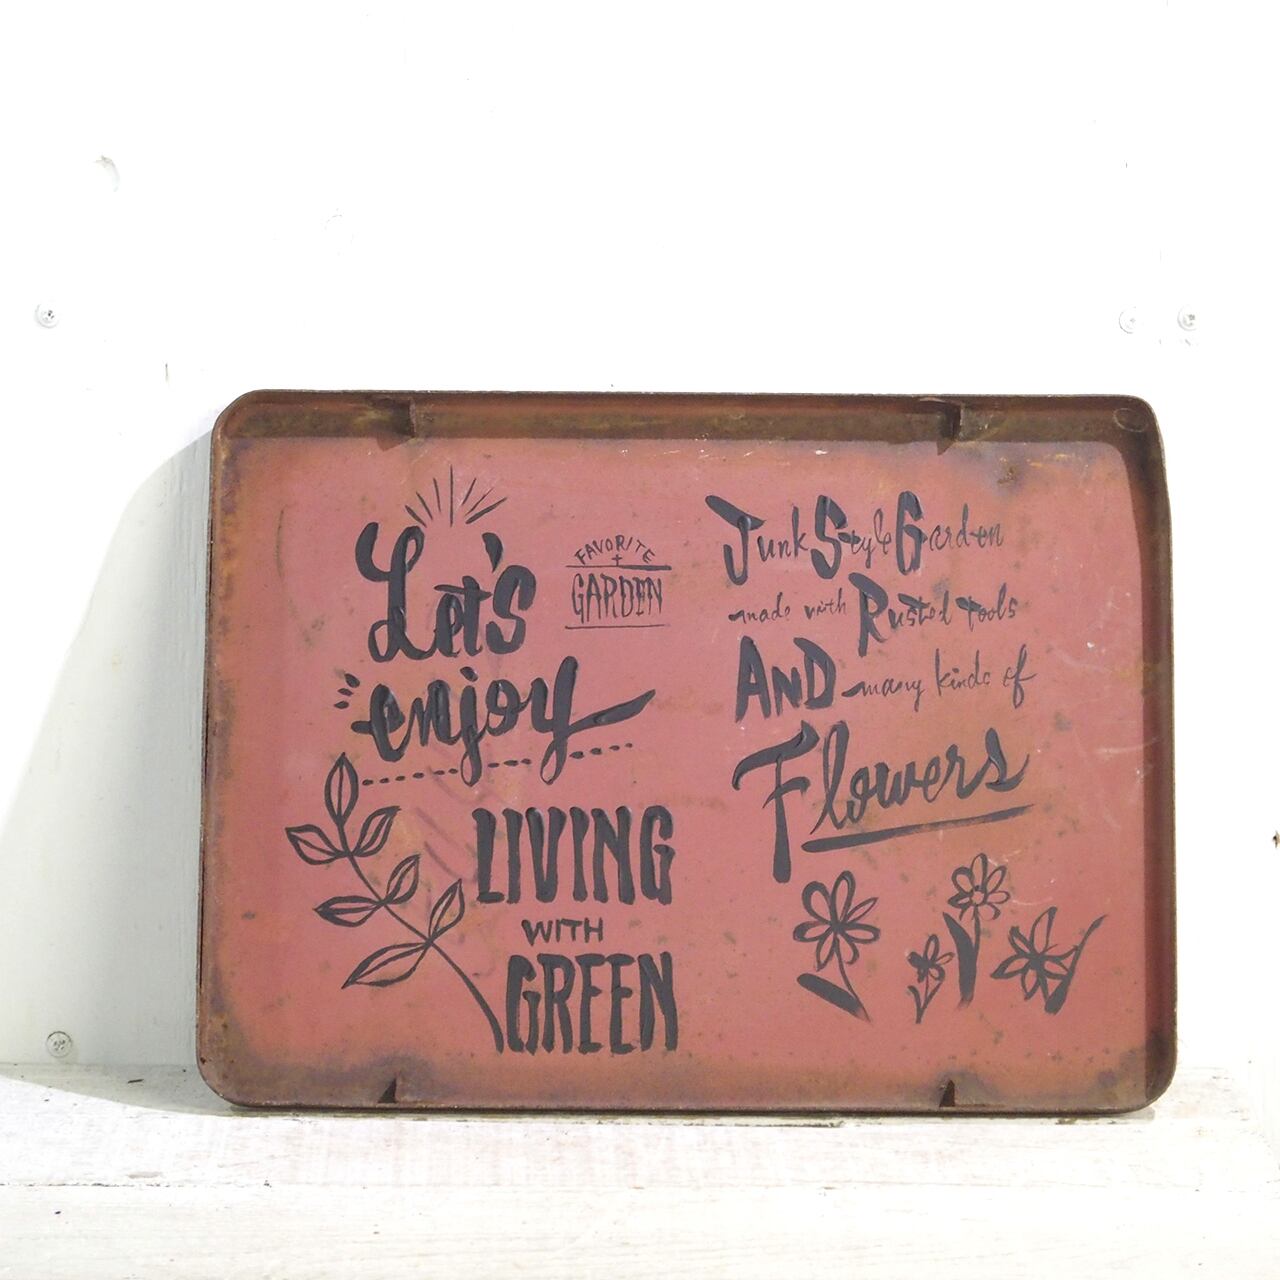 Let's
enjoy
LIVING
WITH
GREEN
FAVORITE
+
GARDEN
Junk Style Garden
made with Rusted tools
AND many kinds of
Flowers